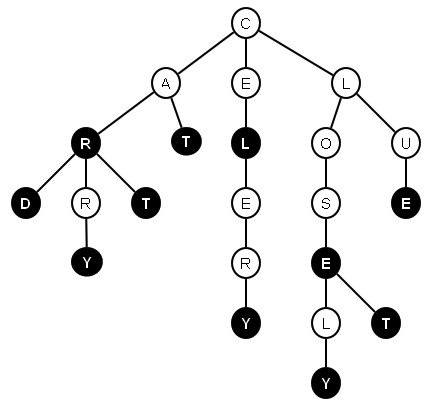 C
A E L
R T L O U
D R T E S E
Y R E
Y L T
Y